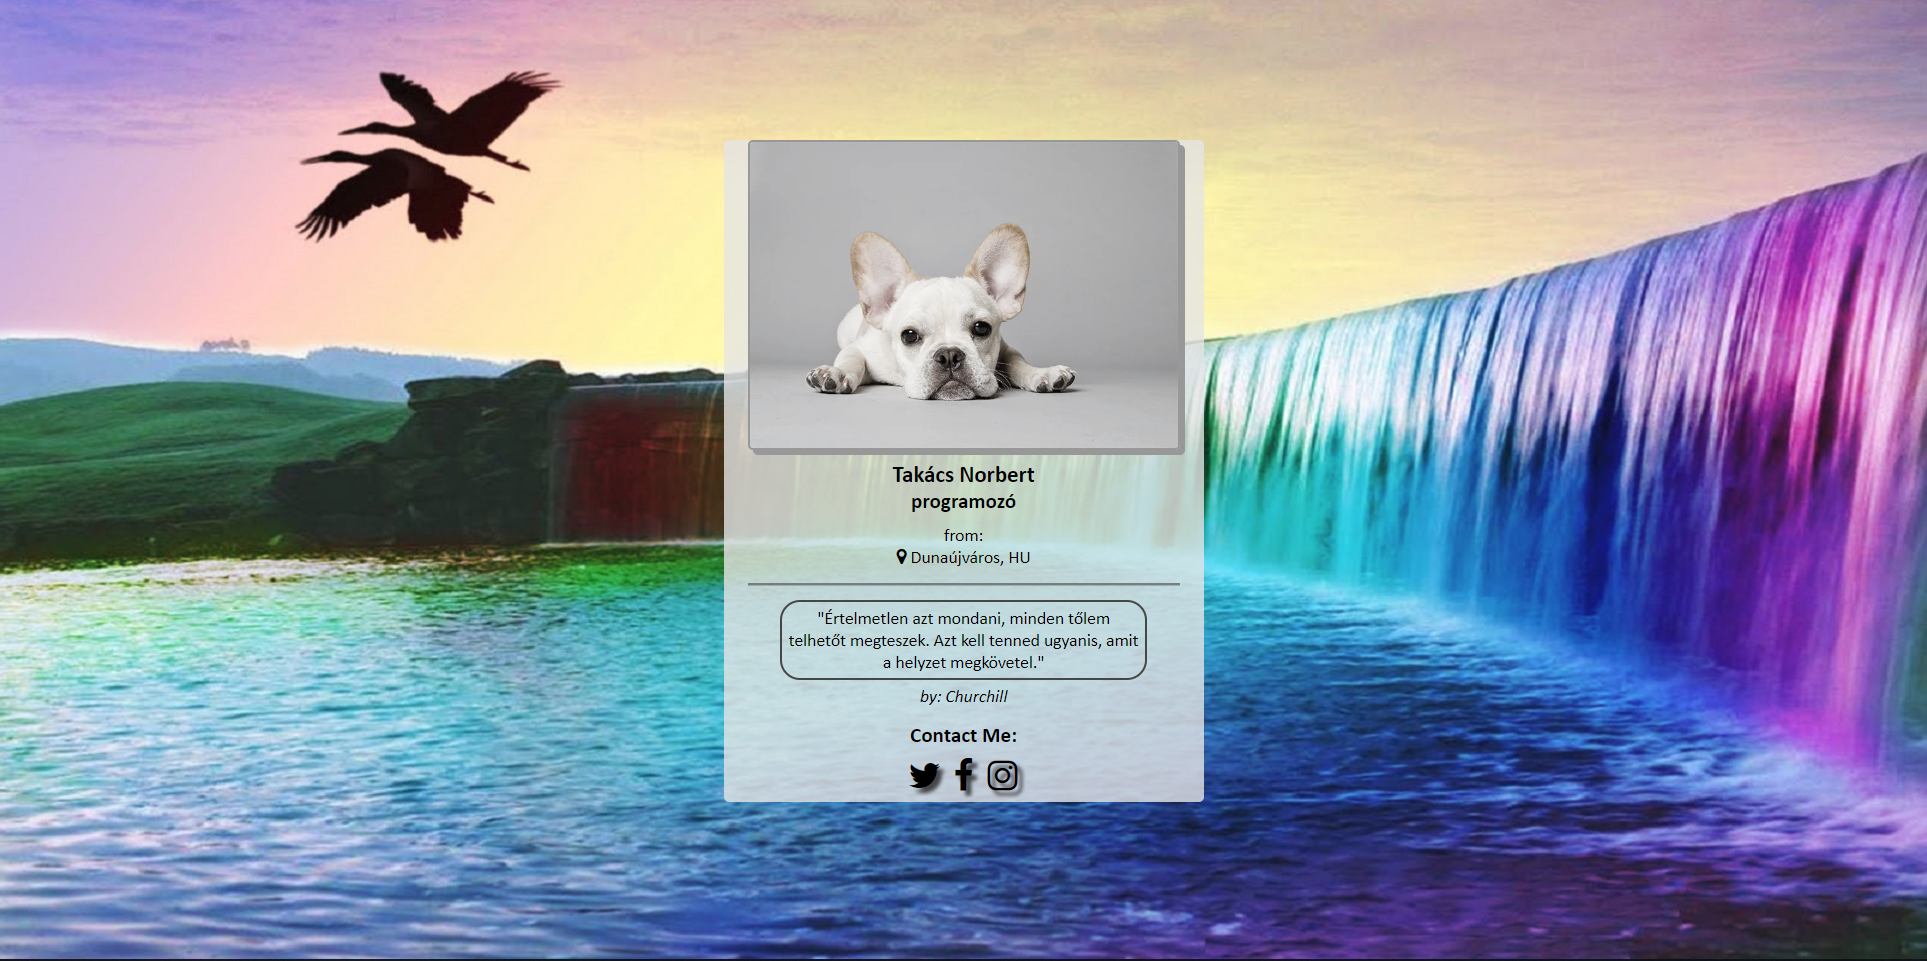 Takács Norbert
programozó
from:
Dunaújváros, HU
"Értelmetlen azt mondani, minden tőlem
telhetőt megteszek. Azt kell tenned ugyanis, amit
a helyzet megkövetel."
by: Churchill
Contact Me: